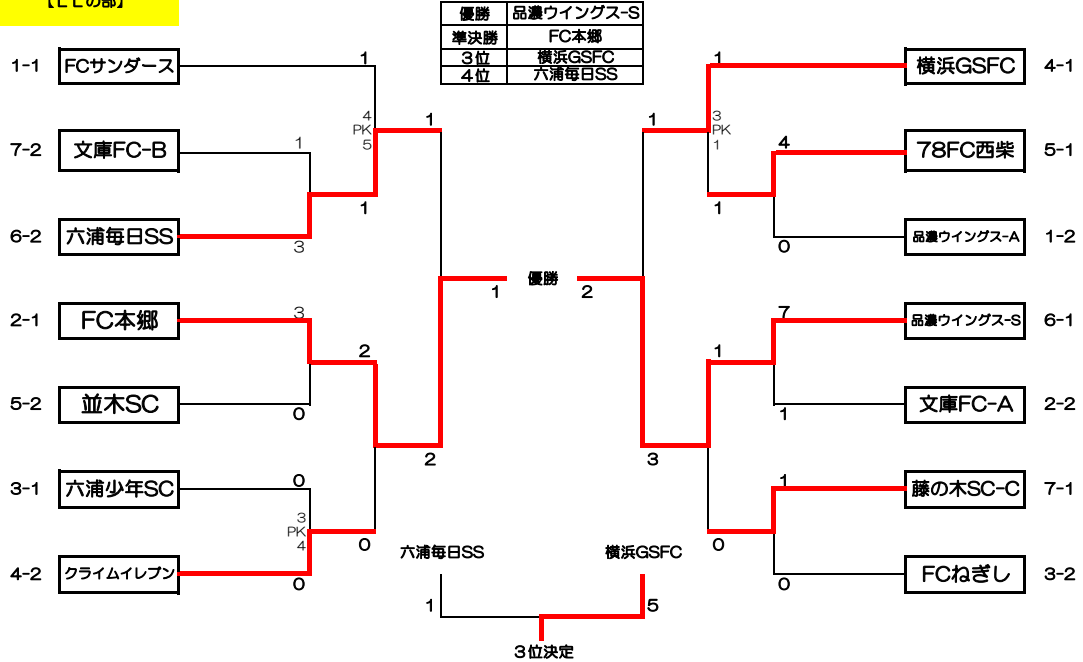 【ＬＬの部】
優勝 品濃ウイングス-S
準決勝 FC本郷
３位 横浜GSFC
４位 六浦毎日SS
1-1 FCサンダース 1
1 横浜GSFC 4-1
4
PK
5
1
1
3
PK
1
7-2 文庫FC-B 1
4 78FC西柴 5-1
1
1
6-2 六浦毎日SS 3
0 品濃ウイングス-A 1-2
1 優勝 2
2-1 FC本郷 3
7 品濃ウイングス-S 6-1
2
1
5-2 並木SC 0
1 文庫FC-A 2-2
2
3
3-1 六浦少年SC 0
1 藤の木SC-C 7-1
3
PK
4
0
0
4-2 クライムイレブン 0
0 FCねぎし 3-2
六浦毎日SS 横浜GSFC
1 5
３位決定